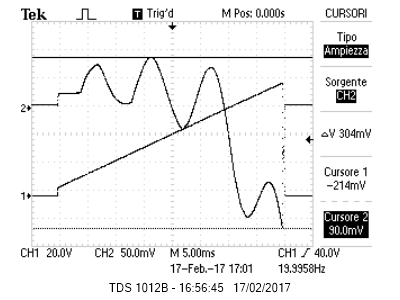 Tek T Trig'd M Pos: 0.000s CURSORI
Tipo
Ampiezza
Sorgente
CH2
2
△V 304mV
Cursore 1
-214mV
1
Cursore 2
90.0mV
CH1 20.0V CH2 50.0mV M 5.00ms CH1 / 40.0V
17-Feb.-17 17:01 19.3958Hz
TDS 1012B - 16:56:45 17/02/2017